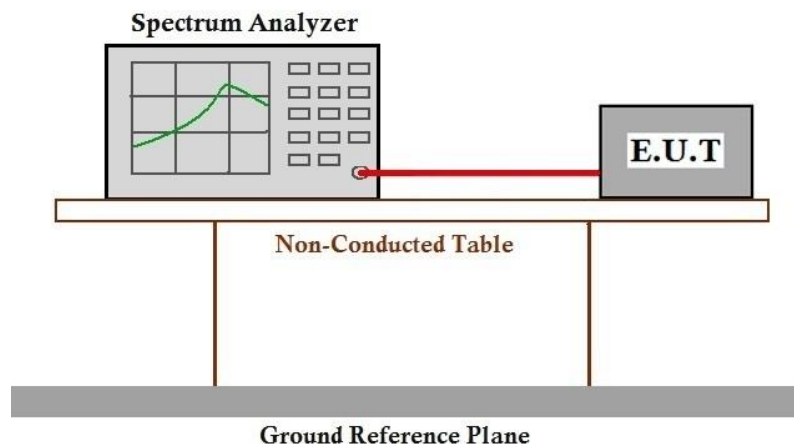 Spectrum Analyzer
E.U.T
Non-Conducted Table
Ground Reference Plane